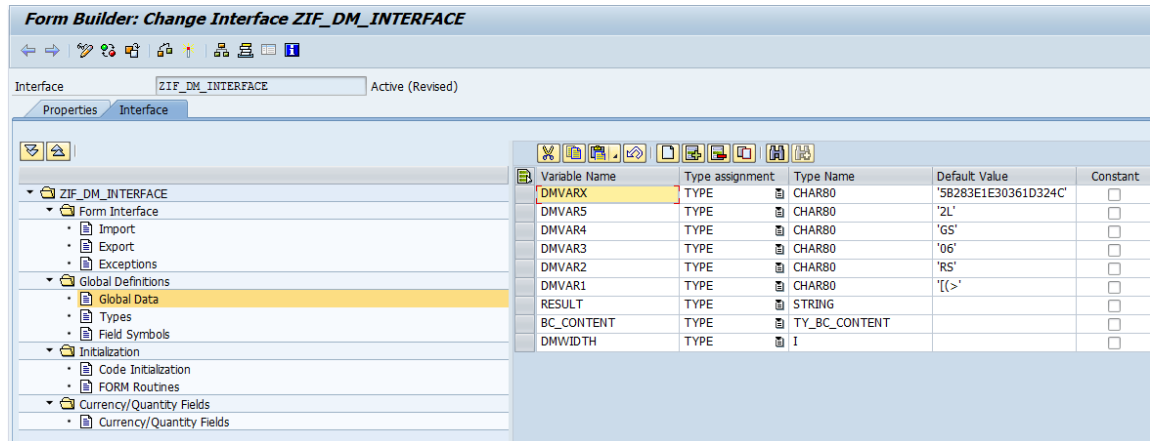 Form Builder: Change Interface ZIF_DM_INTERFACE
Interface ZIF_DM_INTERFACE Active (Revised)
Properties Interface
ZIF_DM_INTERFACE
Form Interface
Import
Export
Exceptions
Global Definitions
Global Data
Types
Field Symbols
Initialization
Code Initialization
FORM Routines
Currency/Quantity Fields
Currency/Quantity Fields
Variable Name Type assignment Type Name Default Value Constant
DMVARX TYPE CHAR80 '5B283E1E30361D324C'
DMVAR5 TYPE CHAR80 '2L'
DMVAR4 TYPE CHAR80 'GS'
DMVAR3 TYPE CHAR80 '06'
DMVAR2 TYPE CHAR80 'RS'
DMVAR1 TYPE CHAR80 '[(>'
RESULT TYPE STRING
BC_CONTENT TYPE TY_BC_CONTENT
DMWIDTH TYPE I